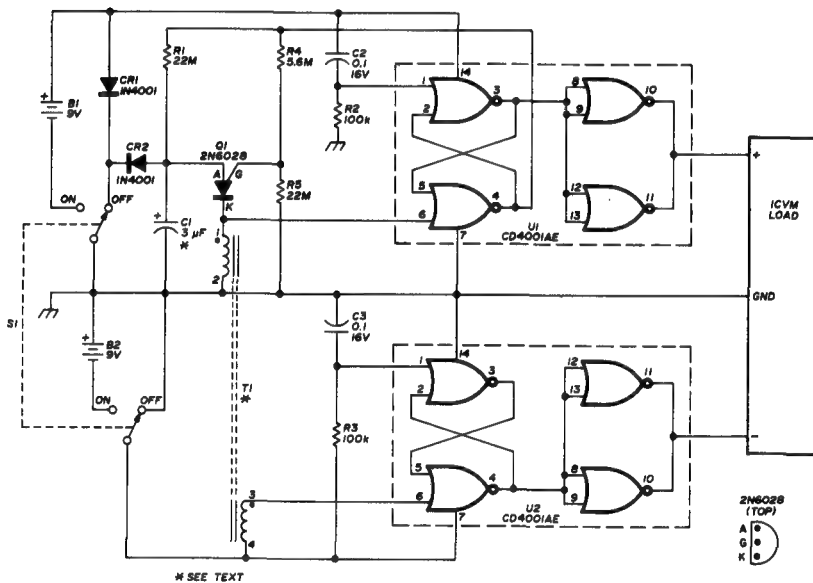 R1
22M
R4
5.6M
C2
0.1
16V
R2
100k
B1
9V
+
CR1
1N4001
CR2
1N4001
ON
OFF
Q1
2N6028
A
G
K
R5
22M
+
C1
3 µF
*
1
2
S1
1
2
14
3
5
6
4
7
8
9
10
12
13
11
U1
CD4001AE
+
ICVM
LOAD
GND
-
+
B2
9V
ON
OFF
T1
*
C3
0.1
16V
R3
100k
3
4
1
2
14
3
5
6
4
7
12
13
11
8
9
10
U2
CD4001AE
2N6028
(TOP)
A
G
K
* SEE TEXT